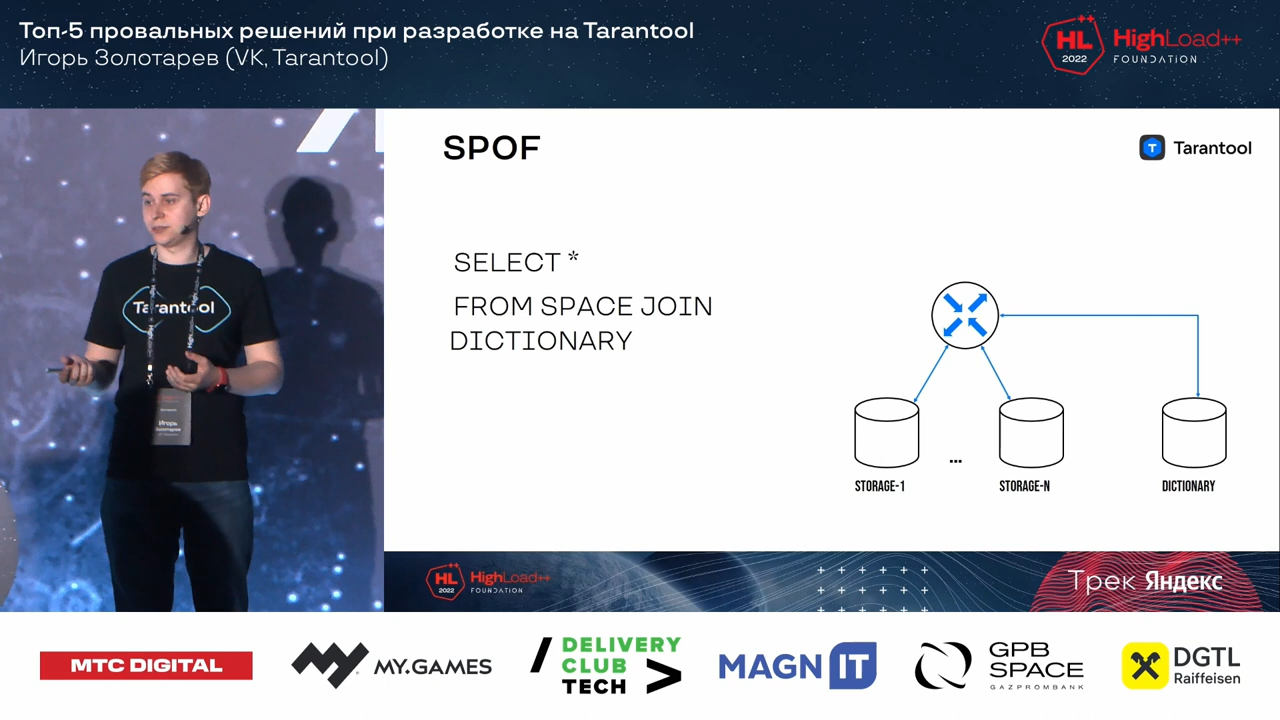 Топ-5 провальных решений при разработке на Tarantool
Игорь Золотарев (VK, Tarantool)
HL
2022
HighLoad++
FOUNDATION
SPOF
Tarantool
SELECT *
FROM SPACE JOIN
DICTIONARY
...
STORAGE-1
STORAGE-N
DICTIONARY
Tarantool
Игорь
Золотарев
HL
2022
HighLoad++
FOUNDATION
Трек Яндекс
МТС DIGITAL
MY.GAMES
DELIVERY
CLUB
TECH
MAGNIT
GPB
SPACE
GAZPROMBANK
DGTL
Raiffeisen